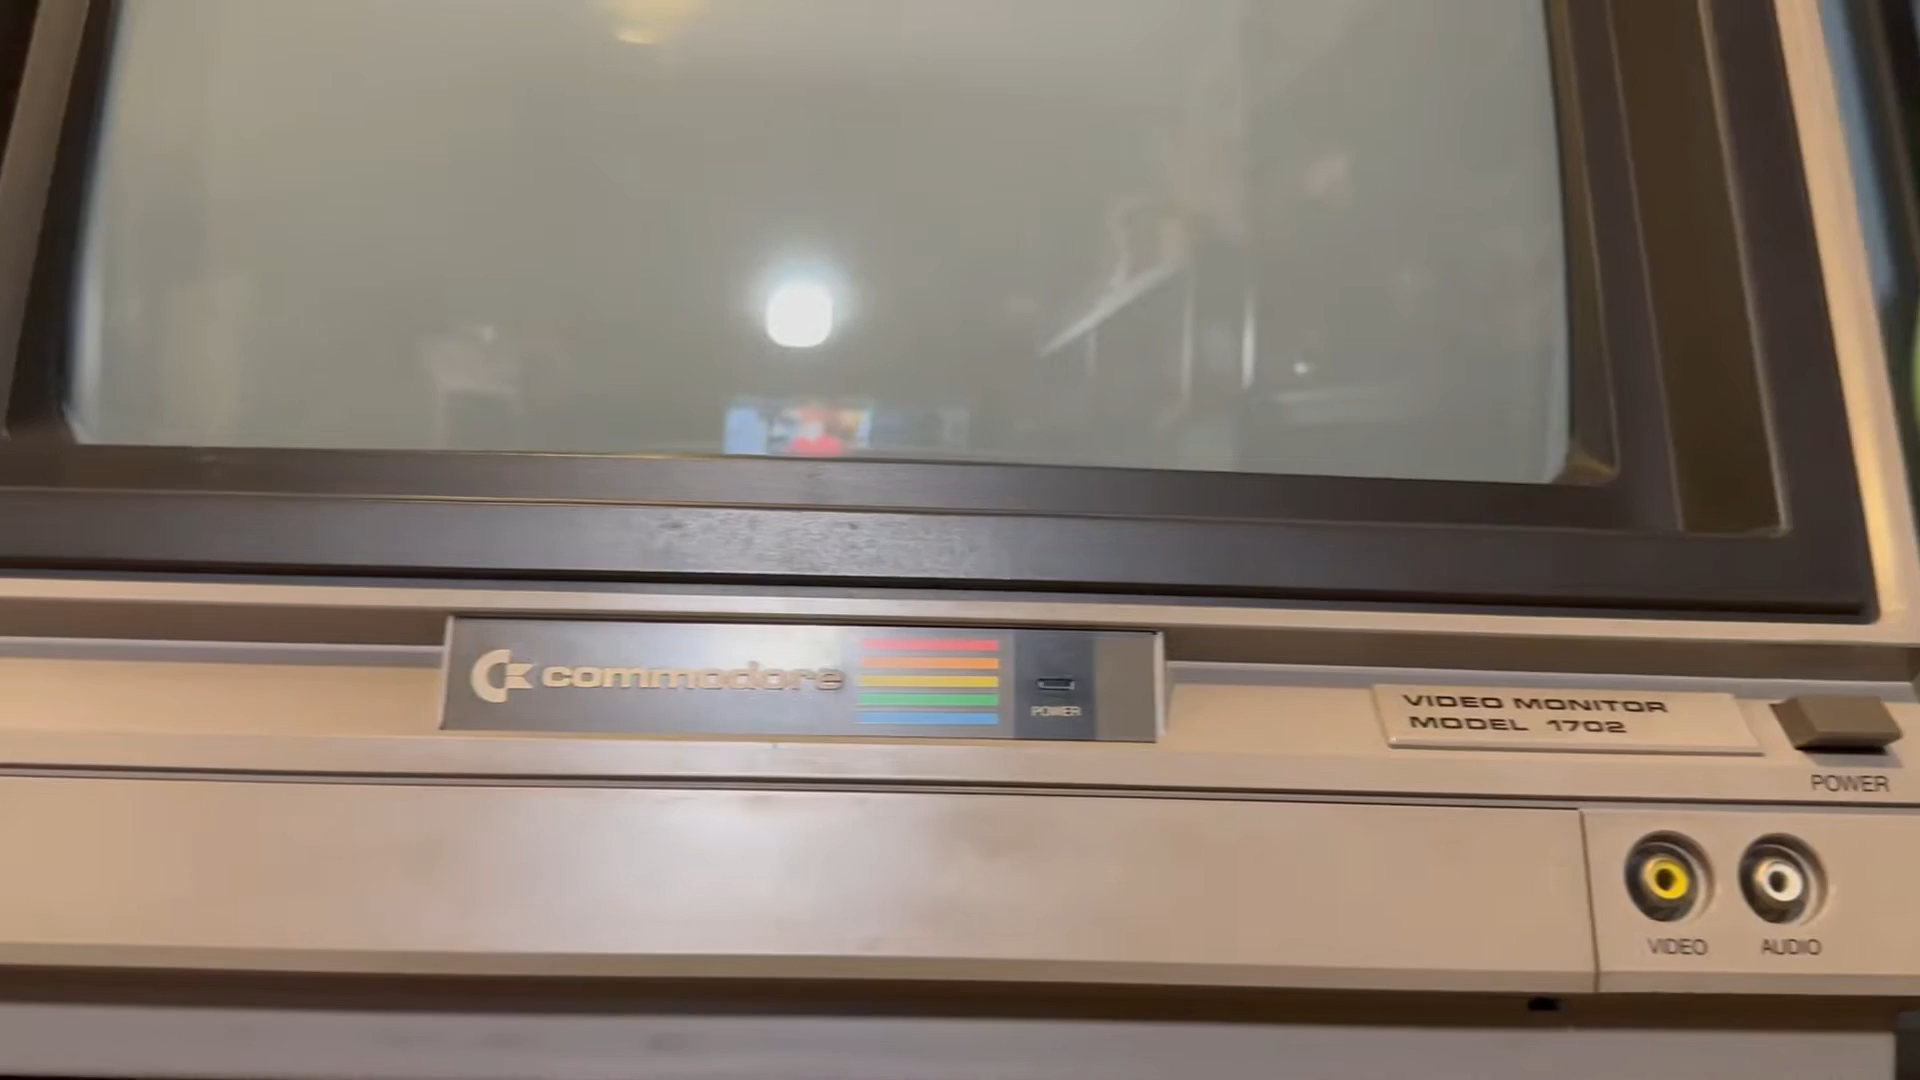 commodore
POWER
VIDEO MONITOR
MODEL 1702
POWER
VIDEO
AUDIO